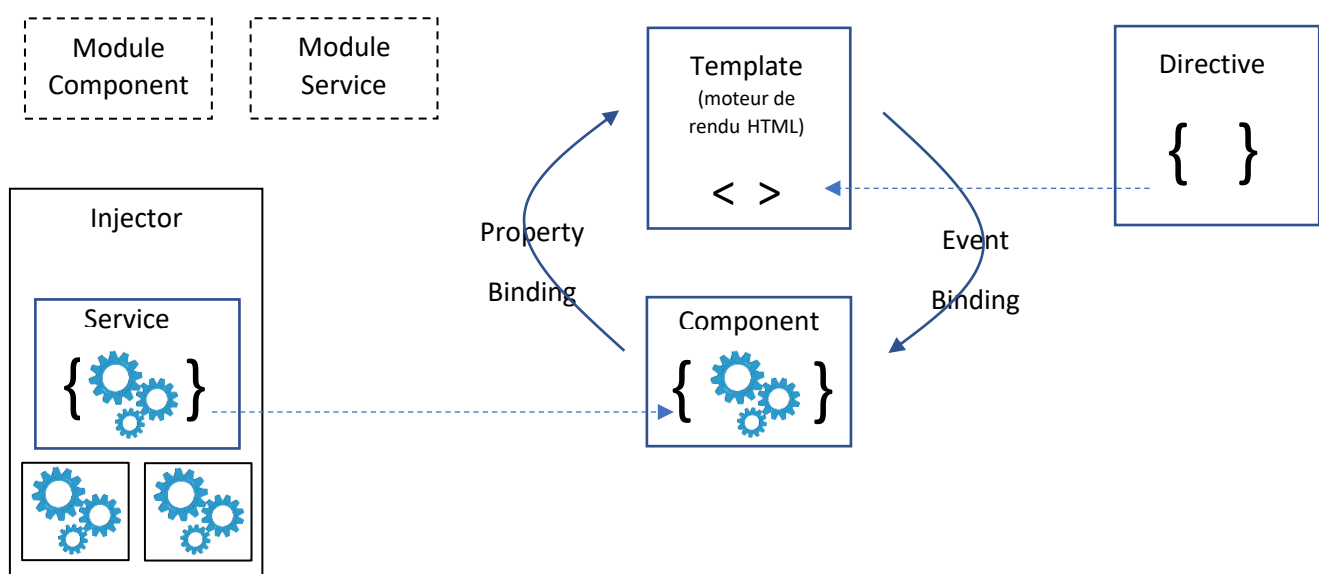 Module
Component
Module
Service
Template
(moteur de
rendu HTML)
< >
Directive
{ }
Injector
Property
Binding
Event
Binding
Service
{ }
Component
{ }